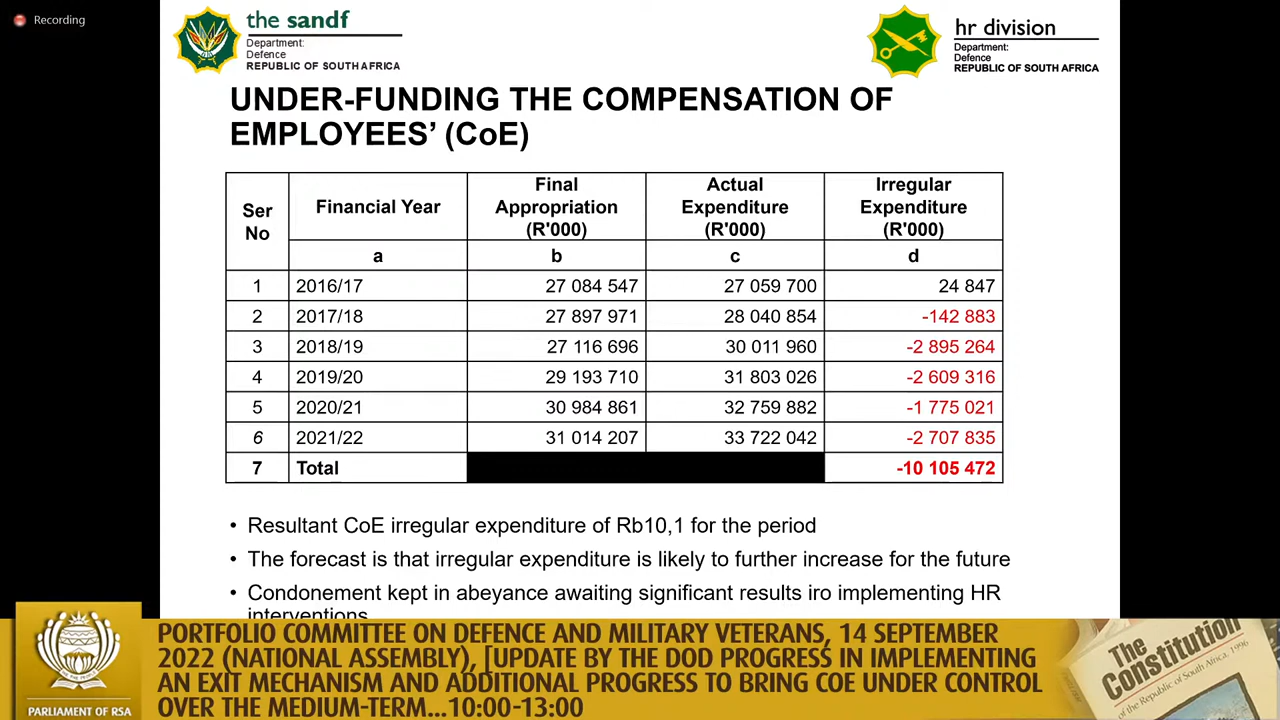 Recording
the sandf
Department:
Defence
REPUBLIC OF SOUTH AFRICA
hr division
Department:
Defence
REPUBLIC OF SOUTH AFRICA
UNDER-FUNDING THE COMPENSATION OF
EMPLOYEES’ (CoE)
Ser No Financial Year Final Appropriation (R'000) Actual Expenditure (R'000) Irregular Expenditure (R'000)
a b c d
1 2016/17 27 084 547 27 059 700 24 847
2 2017/18 27 897 971 28 040 854 -142 883
3 2018/19 27 116 696 30 011 960 -2 895 264
4 2019/20 29 193 710 31 803 026 -2 609 316
5 2020/21 30 984 861 32 759 882 -1 775 021
6 2021/22 31 014 207 33 722 042 -2 707 835
7 Total -10 105 472
• Resultant CoE irregular expenditure of Rb10,1 for the period
• The forecast is that irregular expenditure is likely to further increase for the future
• Condonement kept in abeyance awaiting significant results iro implementing HR
interventions
PORTFOLIO COMMITTEE ON DEFENCE AND MILITARY VETERANS, 14 SEPTEMBER
2022 (NATIONAL ASSEMBLY), [UPDATE BY THE DOD PROGRESS IN IMPLEMENTING
AN EXIT MECHANISM AND ADDITIONAL PROGRESS TO BRING COE UNDER CONTROL
OVER THE MEDIUM-TERM...10:00-13:00
PARLIAMENT OF RSA
The
Constitution
of the Republic of South Africa, 1996